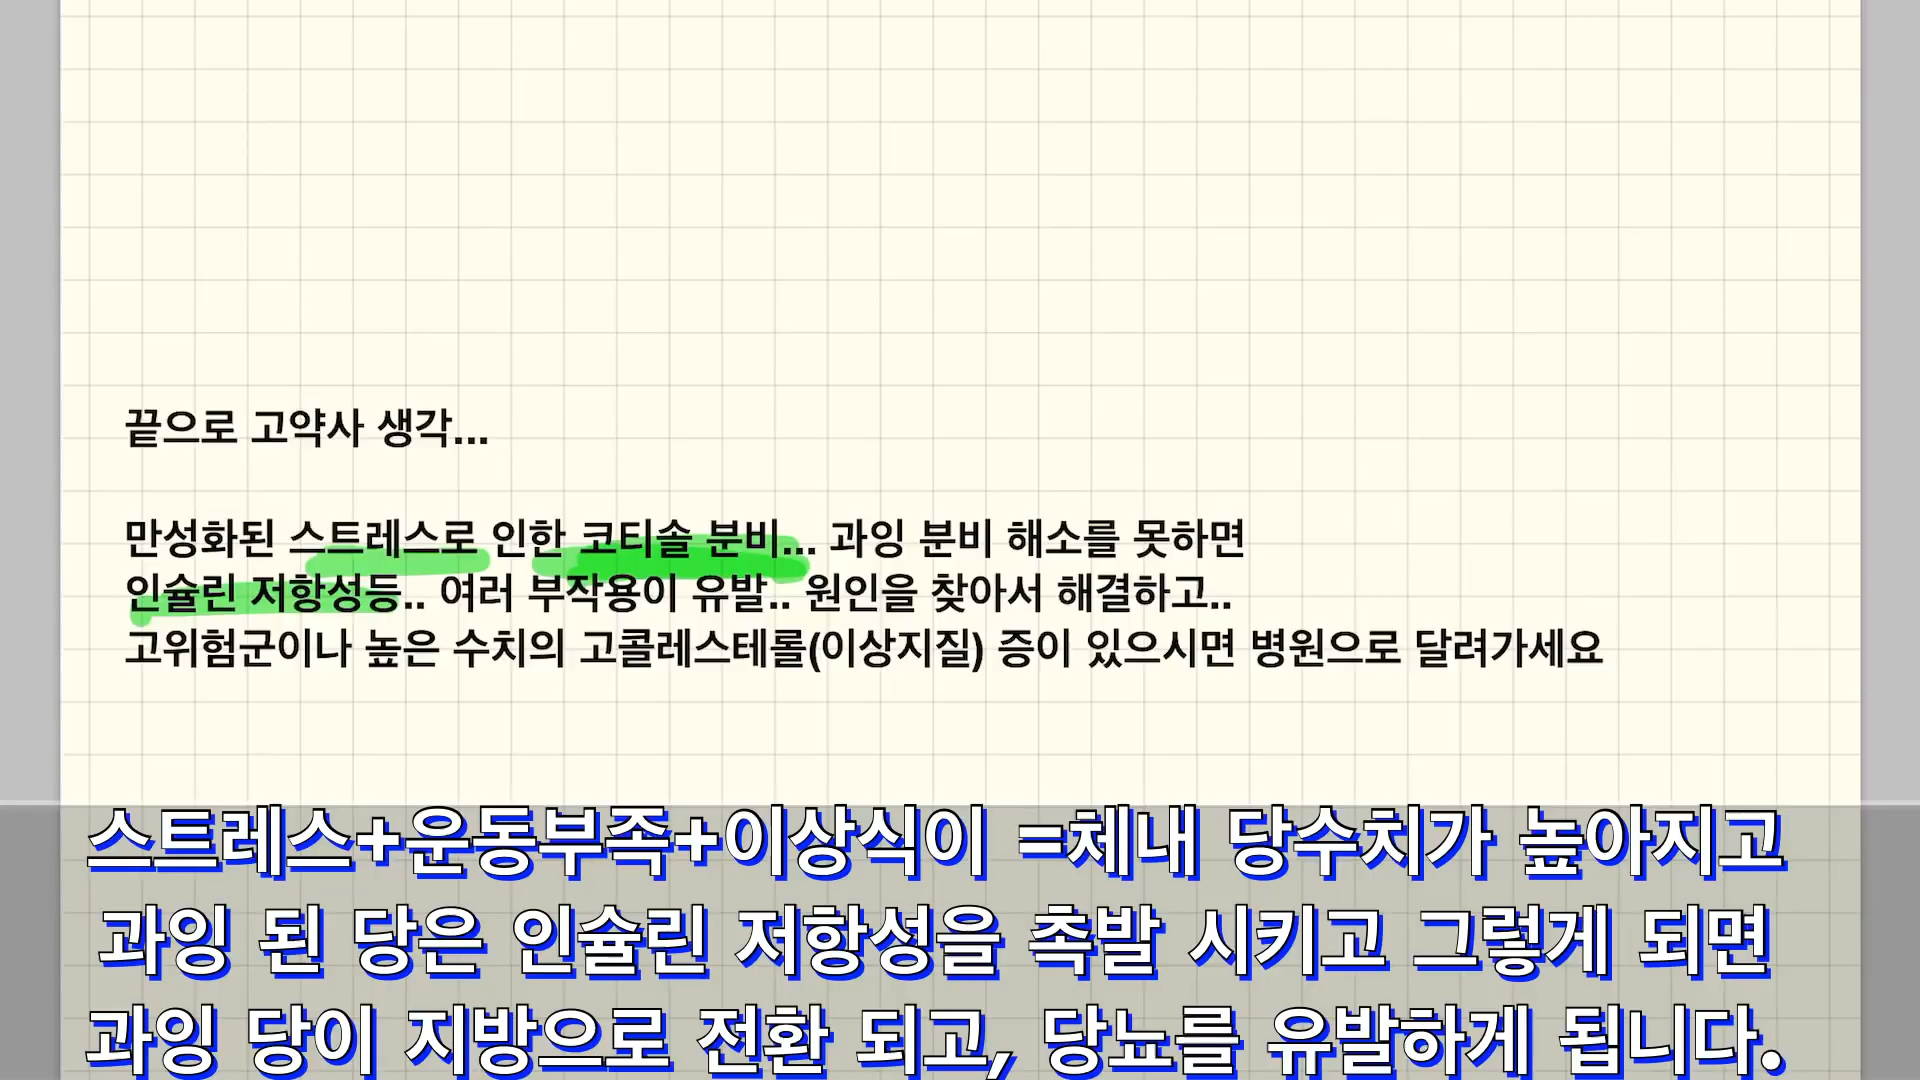 끝으로 고약사 생각...
만성화된 스트레스로 인한 코티솔 분비... 과잉 분비 해소를 못하면
인슐린 저항성등.. 여러 부작용이 유발.. 원인을 찾아서 해결하고..
고위험군이나 높은 수치의 고콜레스테롤(이상지질) 증이 있으시면 병원으로 달려가세요
스트레스+운동부족+이상식이 =체내 당수치가 높아지고
과잉 된 당은 인슐린 저항성을 촉발 시키고 그렇게 되면
과잉 당이 지방으로 전환 되고, 당뇨를 유발하게 됩니다.